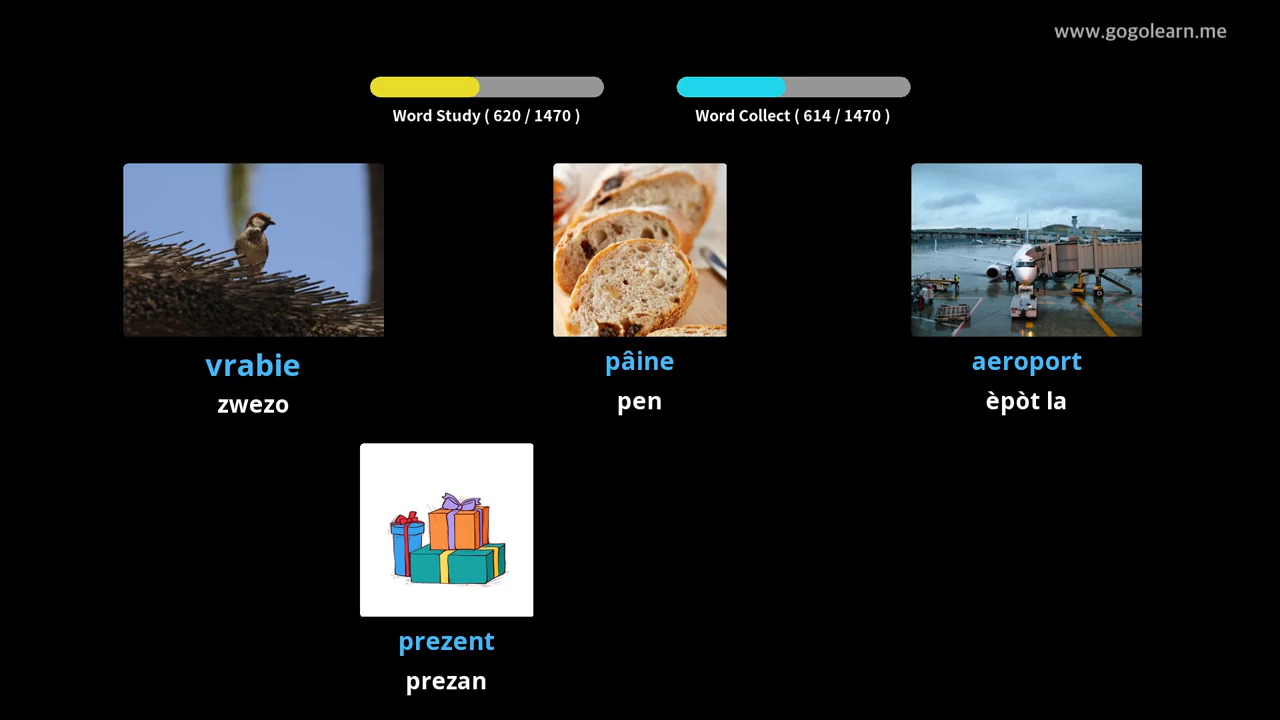 www.gogolearn.me
Word Study ( 620 / 1470 )
Word Collect ( 614 / 1470 )
vrabie
zwezo
pâine
pen
aeroport
èpòt la
prezent
prezan